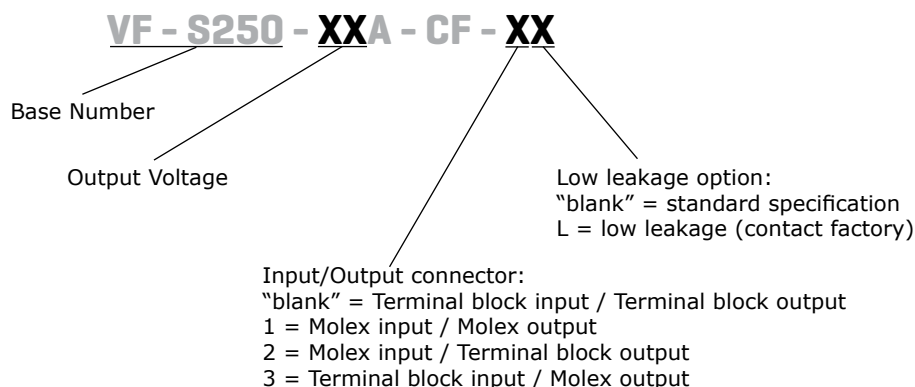 VF - S250 - XXA - CF - XX
Base Number
Output Voltage
Low leakage option:
“blank” = standard specification
L = low leakage (contact factory)
Input/Output connector:
“blank” = Terminal block input / Terminal block output
1 = Molex input / Molex output
2 = Molex input / Terminal block output
3 = Terminal block input / Molex output